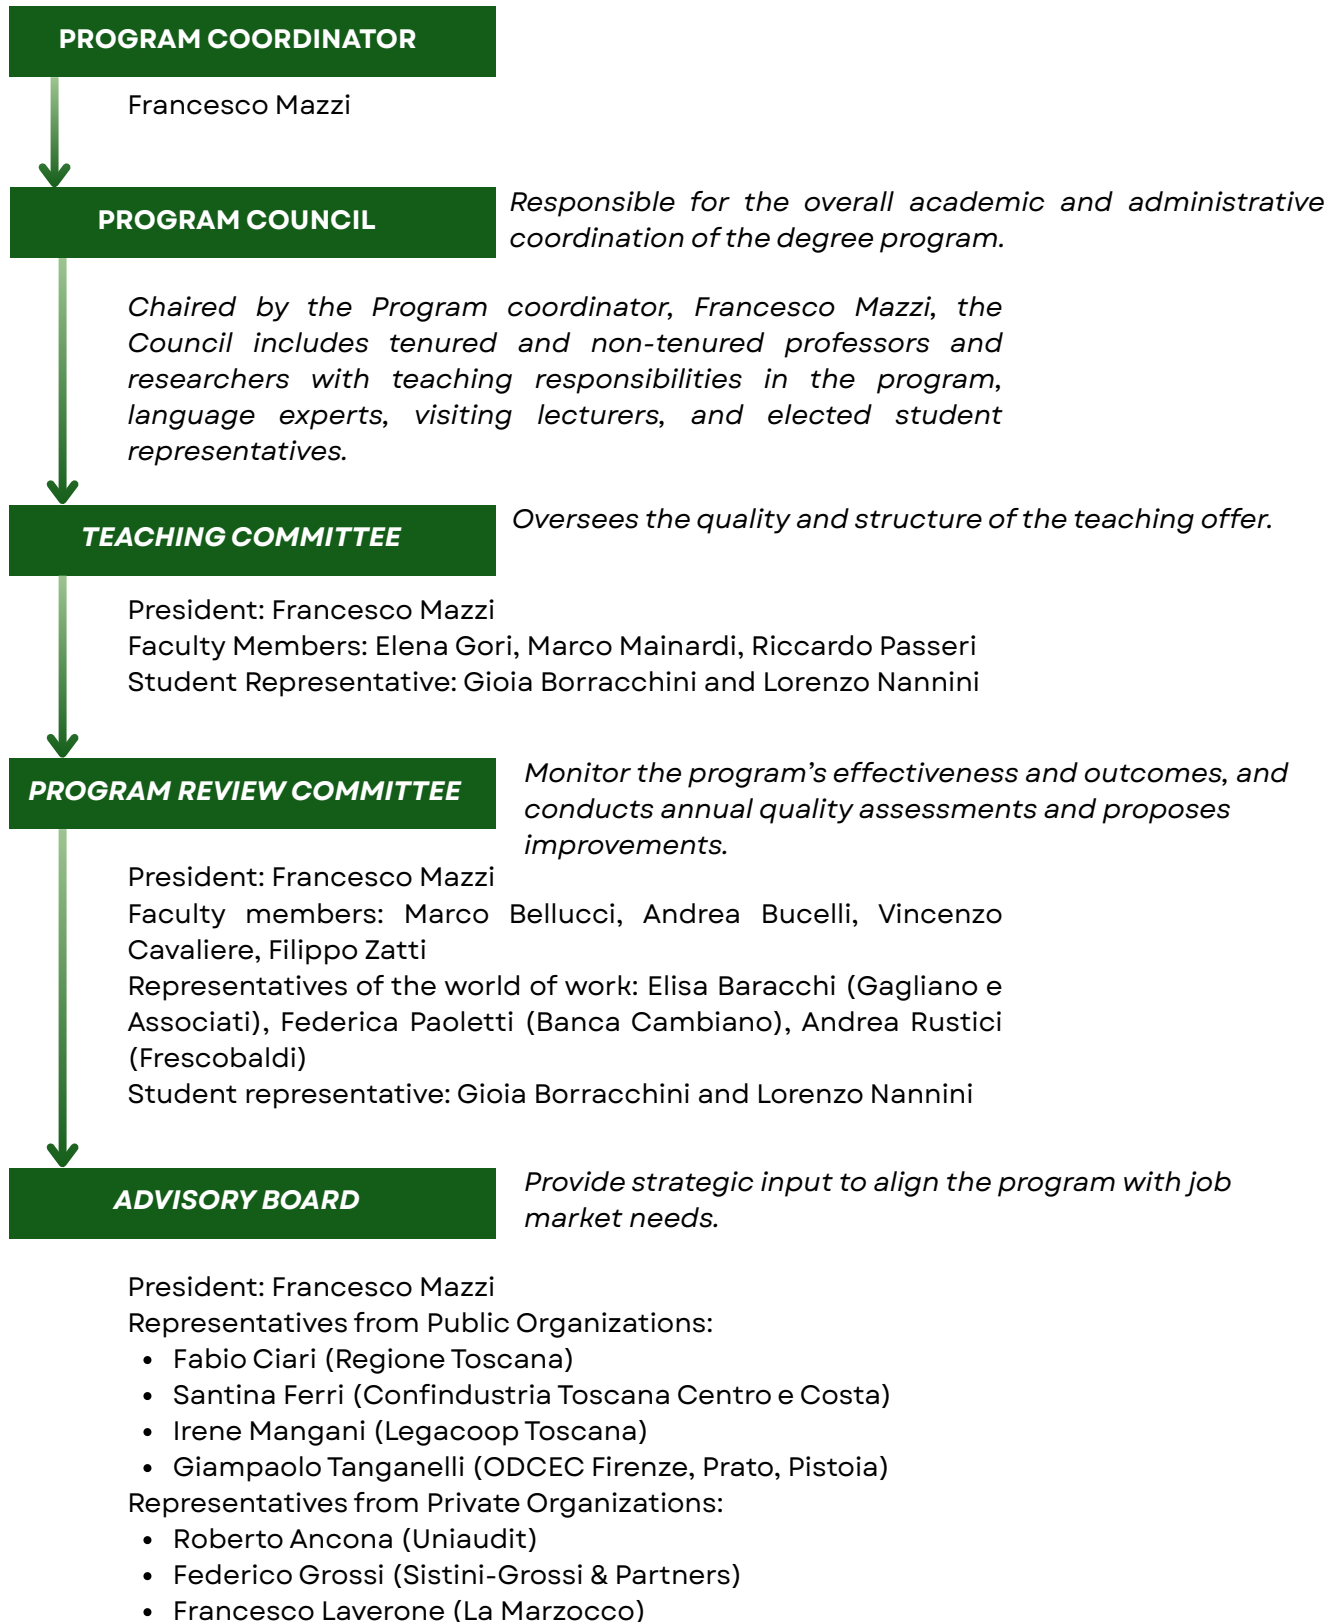 PROGRAM COORDINATOR
Francesco Mazzi
PROGRAM COUNCIL
Responsible for the overall academic and administrative
coordination of the degree program.
Chaired by the Program coordinator, Francesco Mazzi, the
Council includes tenured and non-tenured professors and
researchers with teaching responsibilities in the program,
language experts, visiting lecturers, and elected student
representatives.
TEACHING COMMITTEE
Oversees the quality and structure of the teaching offer.
President: Francesco Mazzi
Faculty Members: Elena Gori, Marco Mainardi, Riccardo Passeri
Student Representative: Gioia Borracchini and Lorenzo Nannini
PROGRAM REVIEW COMMITTEE
Monitor the program's effectiveness and outcomes, and
conducts annual quality assessments and proposes
improvements.
President: Francesco Mazzi
Faculty members: Marco Bellucci, Andrea Bucelli, Vincenzo
Cavaliere, Filippo Zatti
Representatives of the world of work: Elisa Baracchi (Gagliano e
Associati), Federica Paoletti (Banca Cambiano), Andrea Rustici
(Frescobaldi)
Student representative: Gioia Borracchini and Lorenzo Nannini
ADVISORY BOARD
Provide strategic input to align the program with job
market needs.
President: Francesco Mazzi
Representatives from Public Organizations:
• Fabio Ciari (Regione Toscana)
• Santina Ferri (Confindustria Toscana Centro e Costa)
• Irene Mangani (Legacoop Toscana)
• Giampaolo Tanganelli (ODCEC Firenze, Prato, Pistoia)
Representatives from Private Organizations:
• Roberto Ancona (Uniaudit)
• Federico Grossi (Sistini-Grossi & Partners)
• Francesco Laverone (La Marzocco)